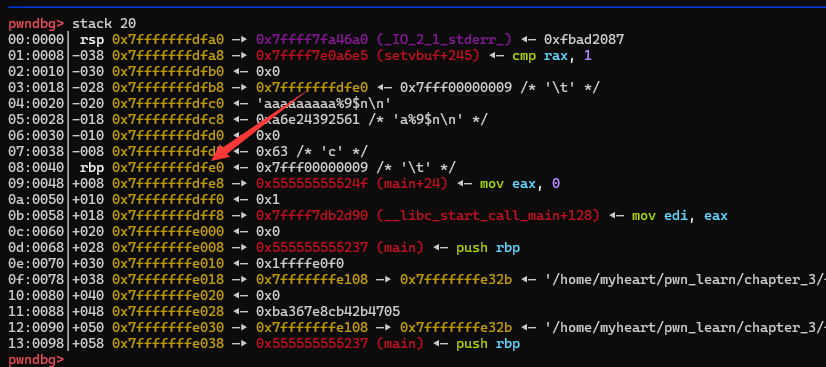 pwndbg> stack 20
00:0000│ rsp 0x7fffffffdfa0 —▸ 0x7ffff7fa46a0 (_IO_2_1_stderr_) ◂— 0xfbad2087
01:0008│-038 0x7fffffffdfa8 —▸ 0x7ffff7e0a6e5 (setvbuf+245) ◂— cmp rax, 1
02:0010│-030 0x7fffffffdfb0 ◂— 0x0
03:0018│-028 0x7fffffffdfb8 —▸ 0x7fffffffdfe0 ◂— 0x7fff00000009 /* '\t' */
04:0020│-020 0x7fffffffdfc0 ◂— 'aaaaaaaaa%9$n\n'
05:0028│-018 0x7fffffffdfc8 ◂— 0xa6e24392561 /* 'a%9$n\n' */
06:0030│-010 0x7fffffffdfd0 ◂— 0x0
07:0038│-008 0x7fffffffdfd8 ◂— 0x63 /* 'c' */
08:0040│ rbp 0x7fffffffdfe0 ◂— 0x7fff00000009 /* '\t' */
09:0048│+008 0x7fffffffdfe8 —▸ 0x55555555524f (main+24) ◂— mov eax, 0
0a:0050│+010 0x7fffffffdff0 ◂— 0x1
0b:0058│+018 0x7fffffffdff8 —▸ 0x7ffff7db2d90 (__libc_start_call_main+128) ◂— mov edi, eax
0c:0060│+020 0x7fffffffe000 ◂— 0x0
0d:0068│+028 0x7fffffffe008 —▸ 0x555555555237 (main) ◂— push rbp
0e:0070│+030 0x7fffffffe010 ◂— 0x1ffffe0f0
0f:0078│+038 0x7fffffffe018 —▸ 0x7fffffffe108 —▸ 0x7fffffffe32b ◂— '/home/myheart/pwn_learn/chapter_3/
10:0080│+040 0x7fffffffe020 ◂— 0x0
11:0088│+048 0x7fffffffe028 ◂— 0xba367e8cb42b4705
12:0090│+050 0x7fffffffe030 —▸ 0x7fffffffe108 —▸ 0x7fffffffe32b ◂— '/home/myheart/pwn_learn/chapter_3/
13:0098│+058 0x7fffffffe038 —▸ 0x555555555237 (main) ◂— push rbp
pwndbg>